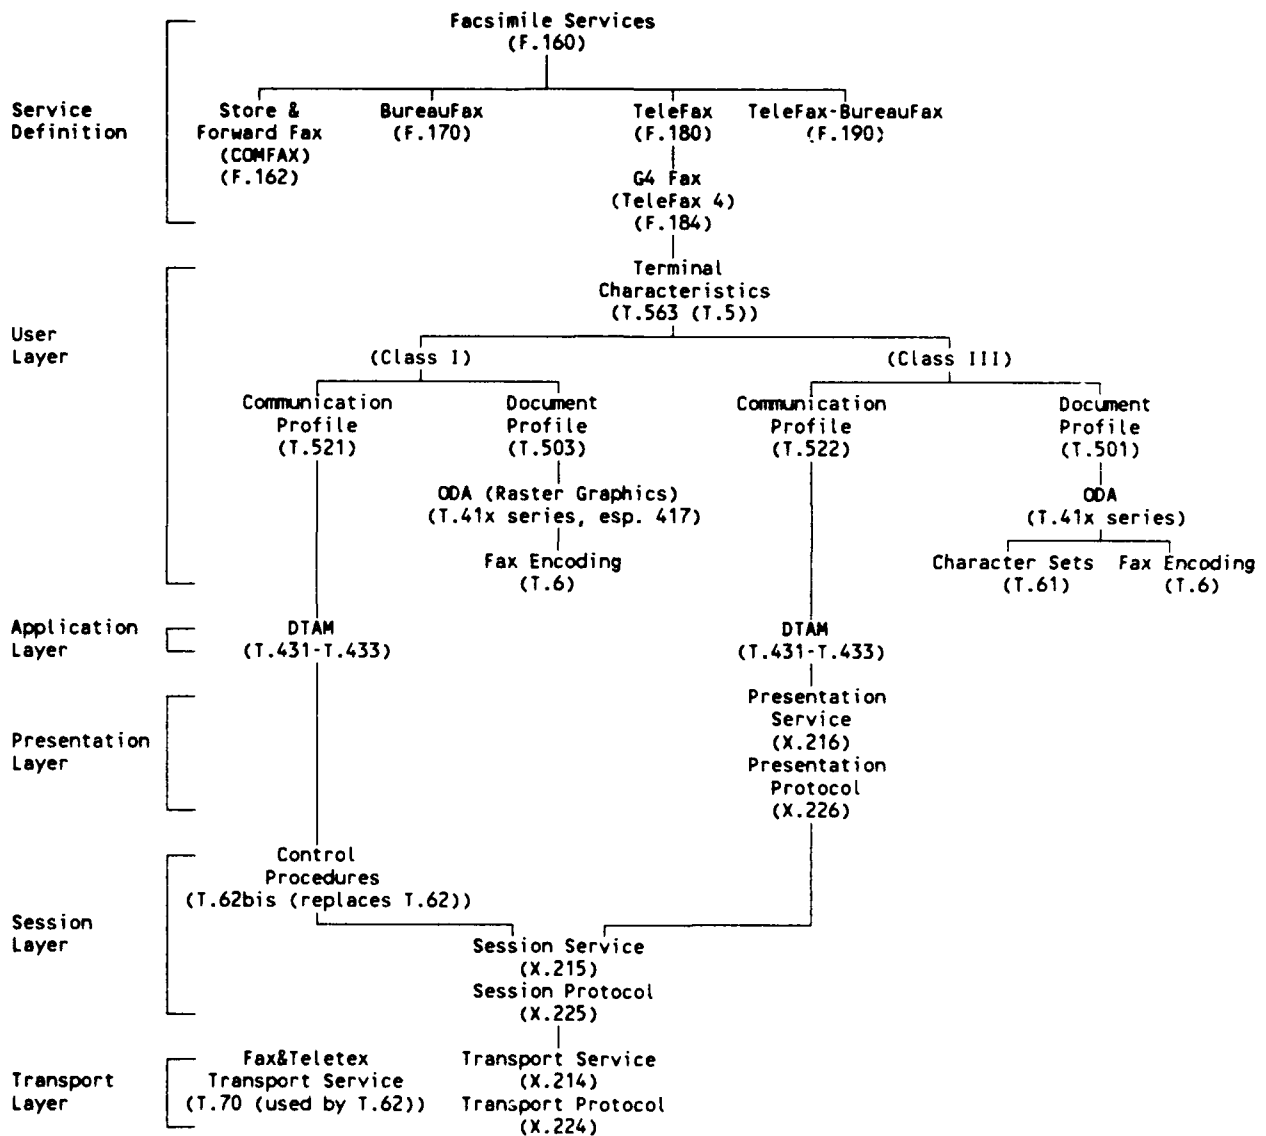 Facsimile Services
(F.160)
Service
Definition
Store &
Forward Fax
(COMFAX)
(F.162)
BureauFax
(F.170)
TeleFax
(F.180)
TeleFax-BureauFax
(F.190)
G4 Fax
(TeleFax 4)
(F.184)
User
Layer
Terminal
Characteristics
(T.563 (T.5))
(Class I)
(Class III)
Communication
Profile
(T.521)
Document
Profile
(T.503)
Communication
Profile
(T.522)
Document
Profile
(T.501)
ODA (Raster Graphics)
(T.41x series, esp. 417)
Fax Encoding
(T.6)
ODA
(T.41x series)
Character Sets
(T.61)
Fax Encoding
(T.6)
Application
Layer
DTAM
(T.431-T.433)
DTAM
(T.431-T.433)
Presentation
Layer
Presentation
Service
(X.216)
Presentation
Protocol
(X.226)
Session
Layer
Control
Procedures
(T.62bis (replaces T.62))
Session Service
(X.215)
Session Protocol
(X.225)
Transport
Layer
Fax&Teletex
Transport Service
(T.70 (used by T.62))
Transport Service
(X.214)
Transport Protocol
(X.224)